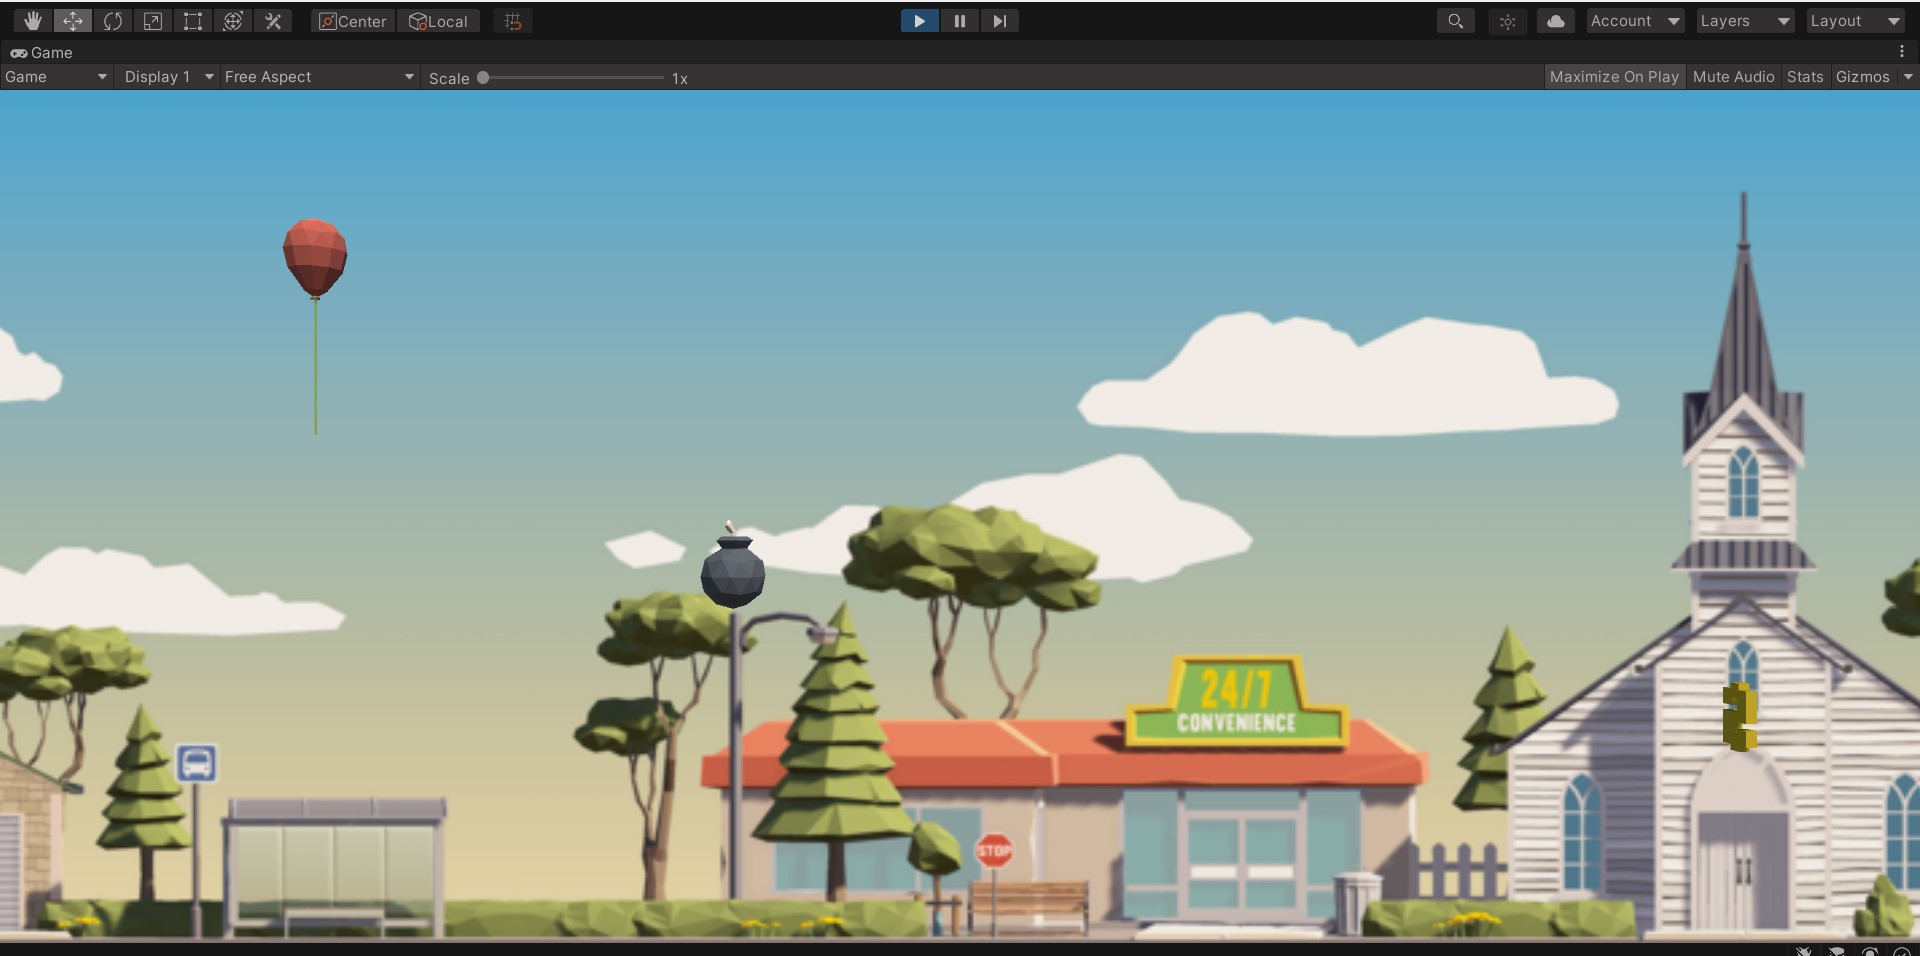 Center Local Account Layers Layout
Game
Game Display 1 Free Aspect Scale 1x Maximize On Play Mute Audio Stats Gizmos
24/7
CONVENIENCE
STOP